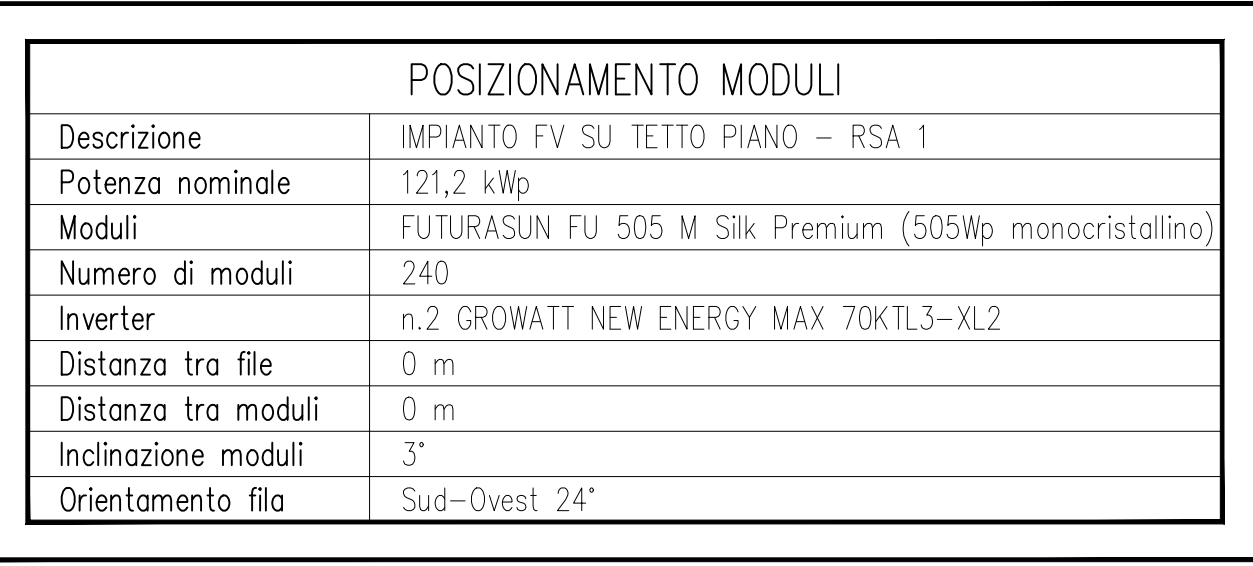 POSIZIONAMENTO MODULI
Descrizione IMPIANTO FV SU TETTO PIANO – RSA 1
Potenza nominale 121,2 kWp
Moduli FUTURASUN FU 505 M Silk Premium (505Wp monocristallino)
Numero di moduli 240
Inverter n.2 GROWATT NEW ENERGY MAX 70KTL3–XL2
Distanza tra file 0 m
Distanza tra moduli 0 m
Inclinazione moduli 3°
Orientamento fila Sud–Ovest 24°